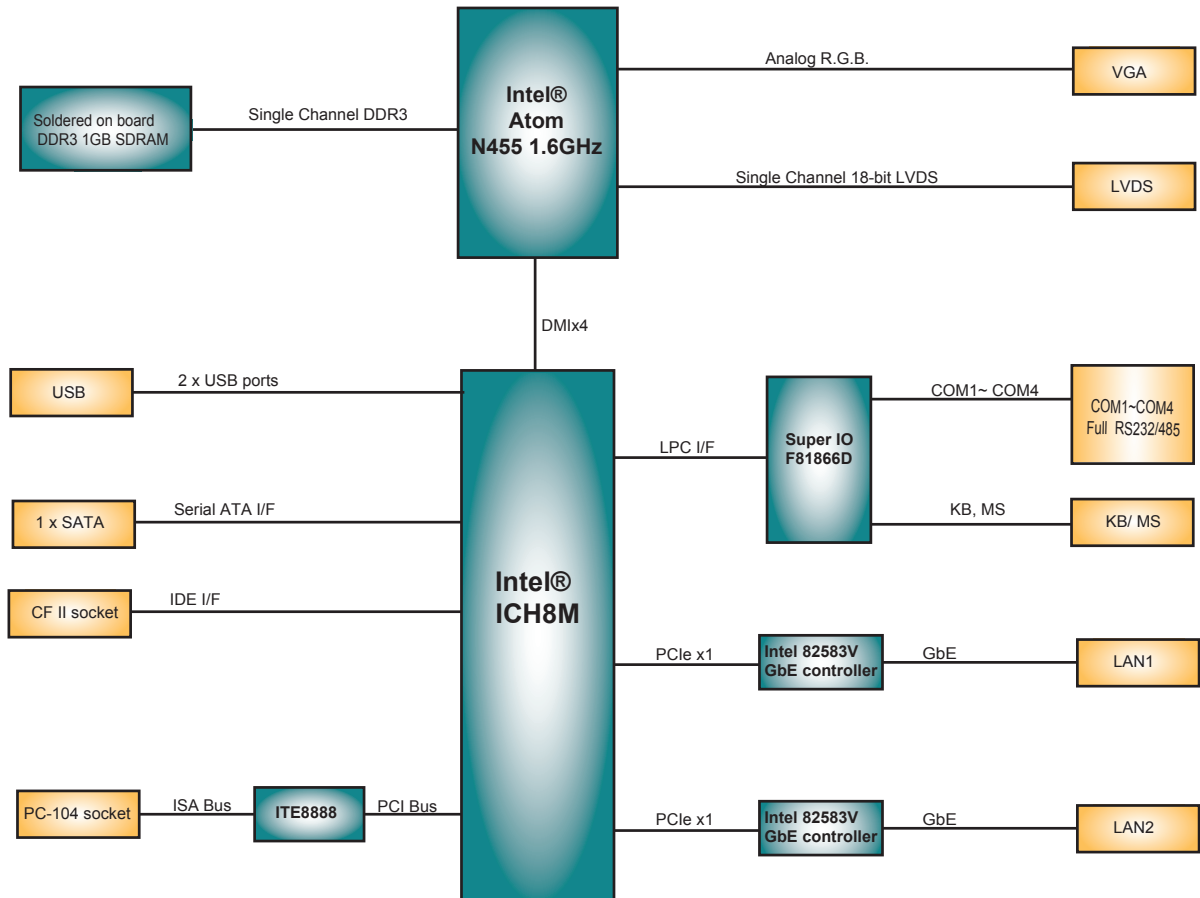 Analog R.G.B.
VGA
Intel®
Atom
N455 1.6GHz
Soldered on board
DDR3 1GB SDRAM
Single Channel DDR3
Single Channel 18-bit LVDS
LVDS
DMIx4
USB
2 x USB ports
COM1~ COM4
COM1~COM4
Full RS232/485
Super IO
F81866D
LPC I/F
1 x SATA
Serial ATA I/F
KB, MS
KB/ MS
Intel®
ICH8M
CF II socket
IDE I/F
PCIe x1
Intel 82583V
GbE controller
GbE
LAN1
PC-104 socket
ISA Bus
ITE8888
PCI Bus
PCIe x1
Intel 82583V
GbE controller
GbE
LAN2